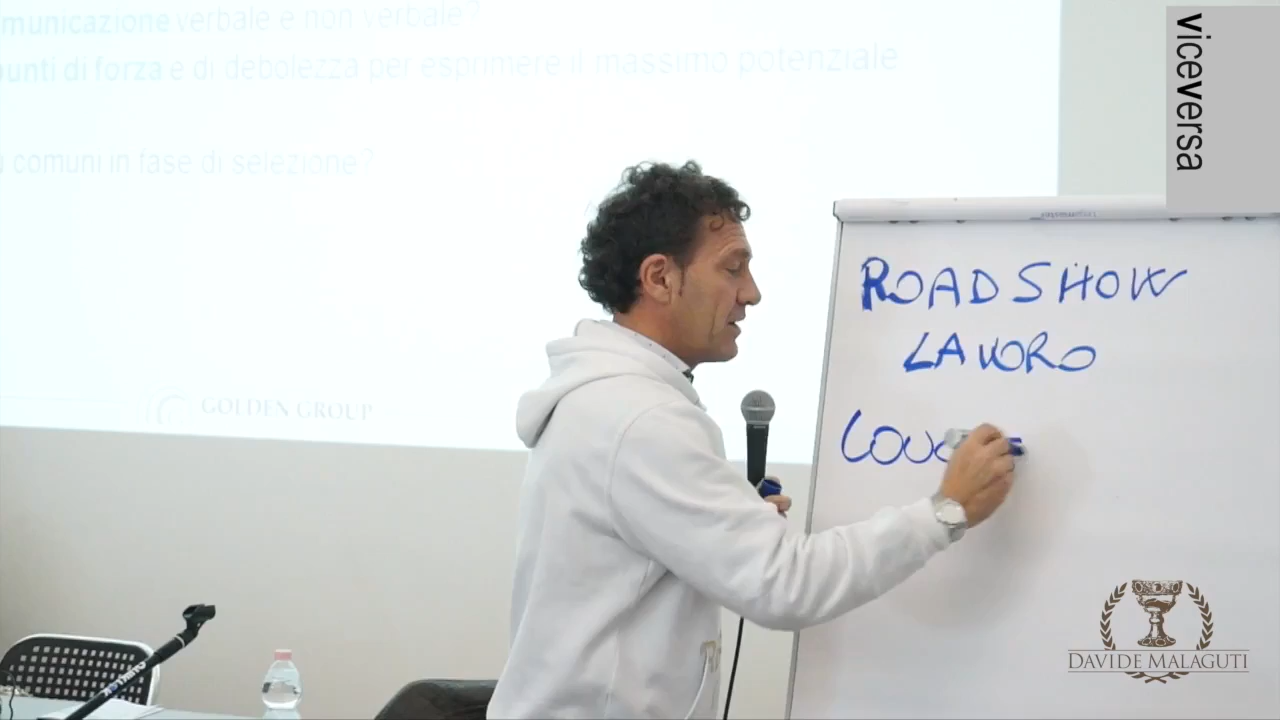 municazione verbale e non verbale?
punti di forza e di debolezza per esprimere il massimo potenziale
comuni in fase di selezione?
GOLDEN GROUP
viceversa
ROADSHOW
LAVORO
DAVIDE MALAGUTI